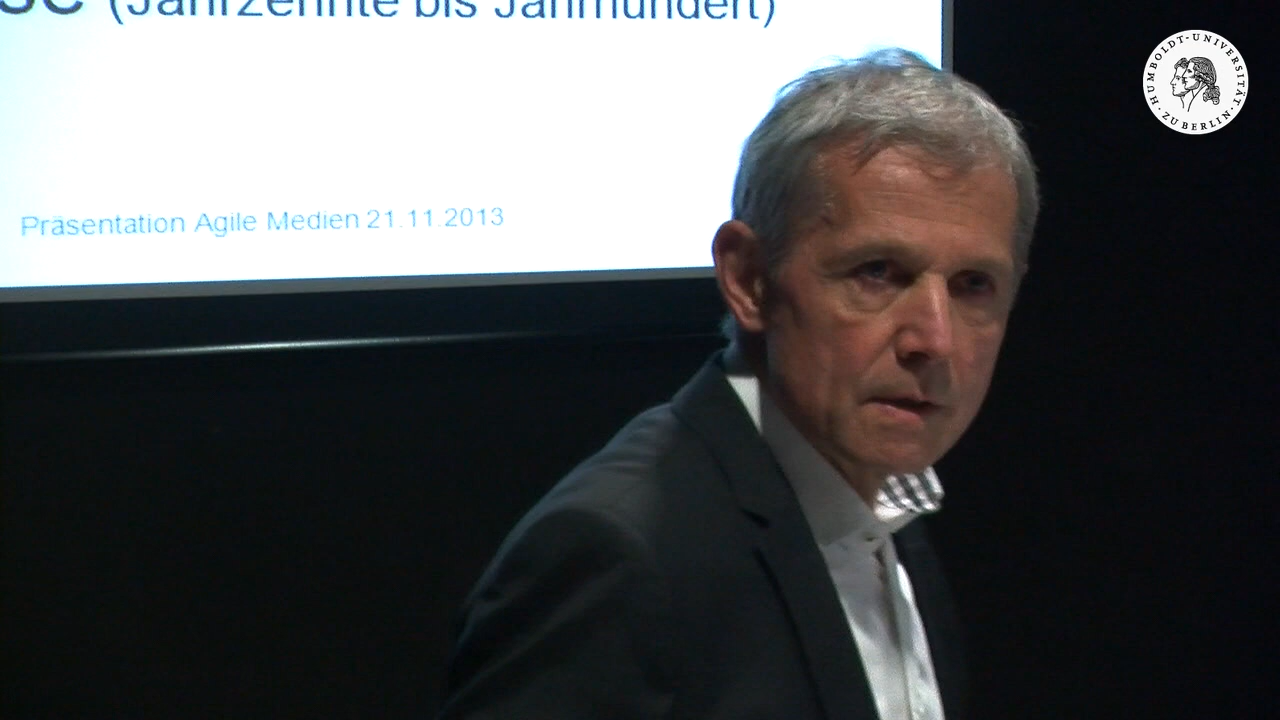 (Jahrzehnte bis Jahrhundert)
Präsentation Agile Medien 21.11.2013
HUMBOLDT-UNIVERSITÄT
ZU BERLIN